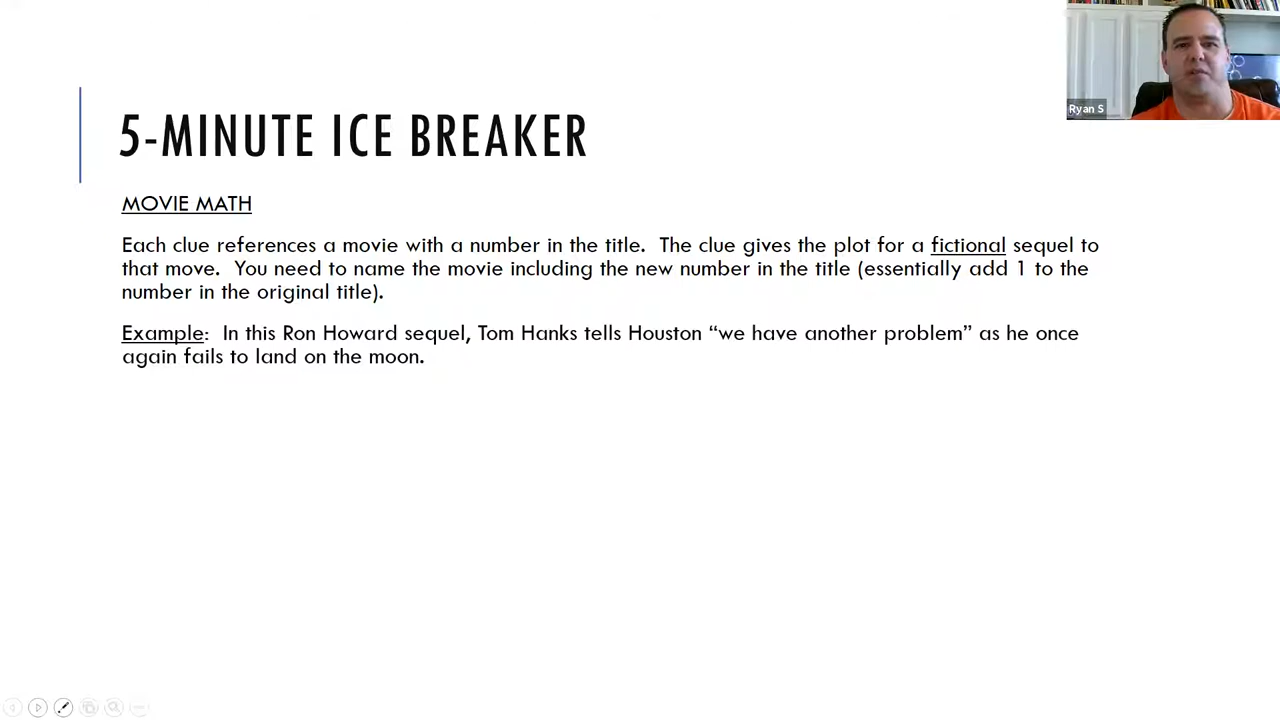 5-MINUTE ICE BREAKER
MOVIE MATH
Each clue references a movie with a number in the title.  The clue gives the plot for a fictional sequel to
that move.  You need to name the movie including the new number in the title (essentially add 1 to the
number in the original title).
Example:  In this Ron Howard sequel, Tom Hanks tells Houston “we have another problem” as he once
again fails to land on the moon.
Ryan S